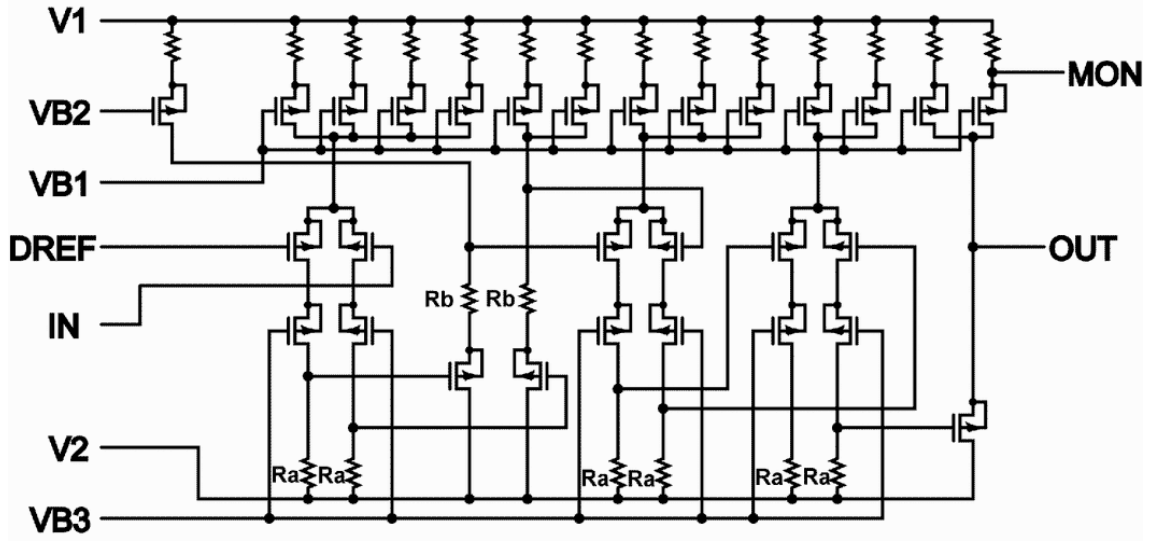 V1
MON
VB2
VB1
DREF
OUT
Rb Rb
IN
V2
Ra Ra Ra Ra Ra Ra
VB3